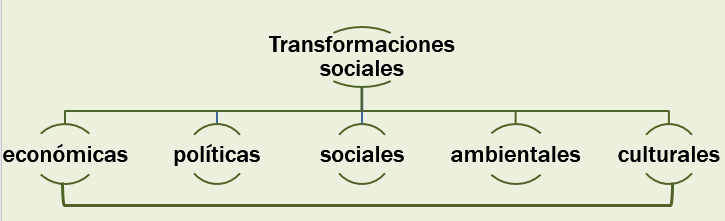 Transformaciones
sociales
económicas políticas sociales ambientales culturales